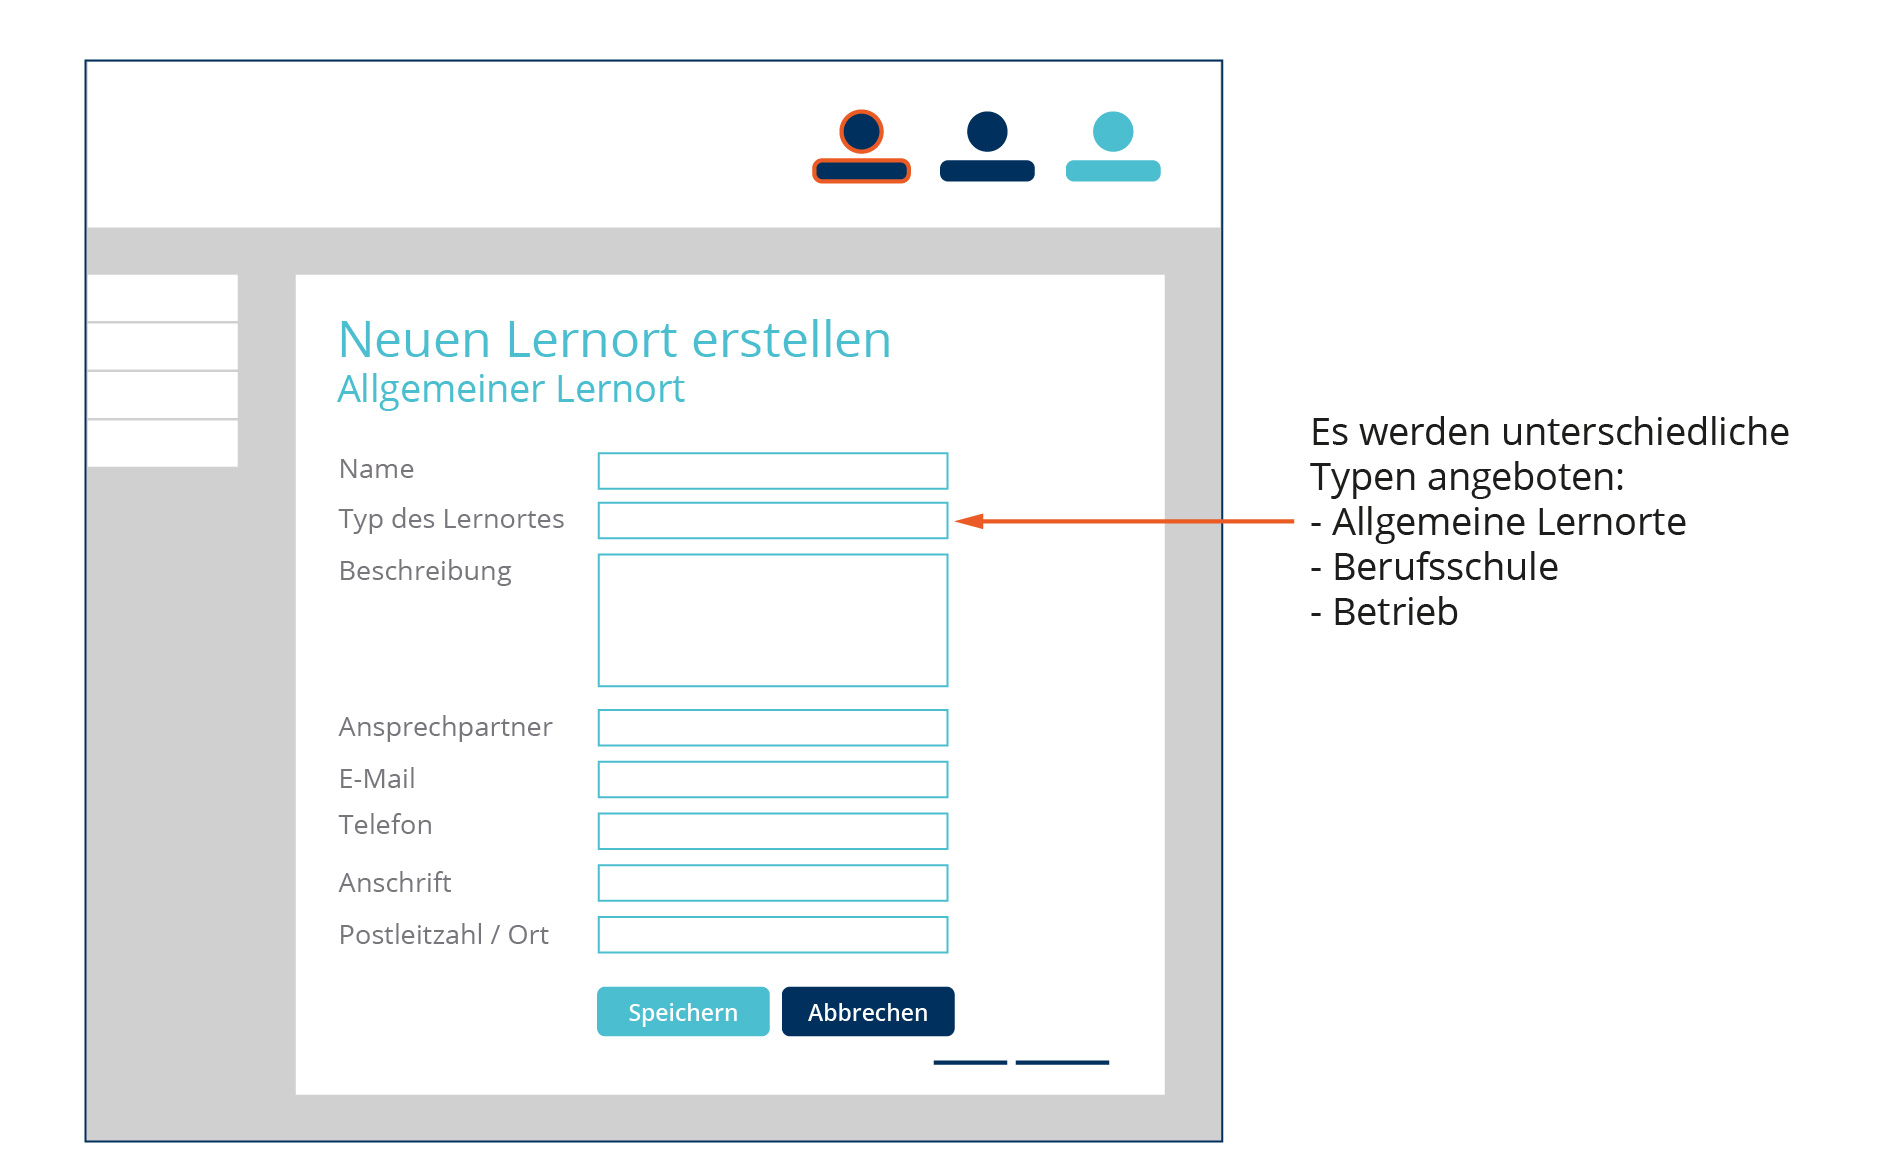 Neuen Lernort erstellen
Allgemeiner Lernort
Name
Typ des Lernortes
Beschreibung
Ansprechpartner
E-Mail
Telefon
Anschrift
Postleitzahl / Ort
Speichern
Abbrechen
Es werden unterschiedliche
Typen angeboten:
- Allgemeine Lernorte
- Berufsschule
- Betrieb